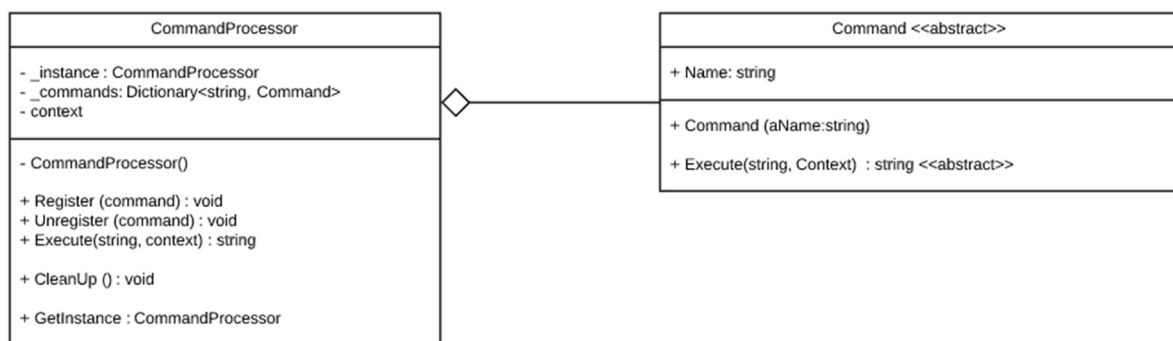 CommandProcessor
- _instance : CommandProcessor
- _commands: Dictionary<string, Command>
- context
- CommandProcessor()
+ Register (command) : void
+ Unregister (command) : void
+ Execute(string, context) : string
+ CleanUp () : void
+ GetInstance : CommandProcessor
Command <<abstract>>
+ Name: string
+ Command (aName:string)
+ Execute(string, Context) : string <<abstract>>